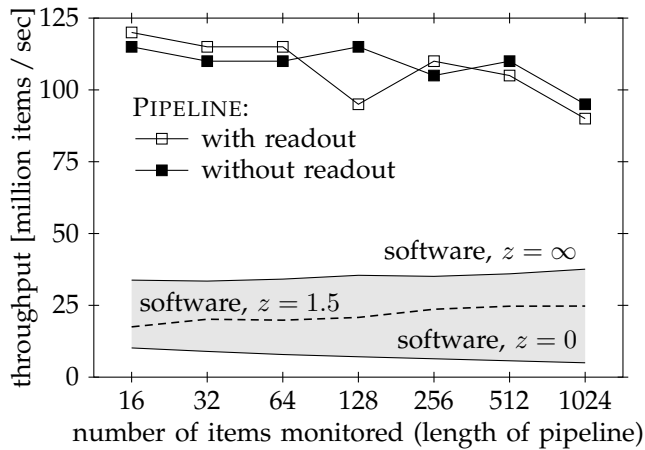 throughput [million items / sec]
125
100
75
50
25
0
PIPELINE:
with readout
without readout
software, z = ∞
software, z = 1.5
software, z = 0
16 32 64 128 256 512 1024
number of items monitored (length of pipeline)